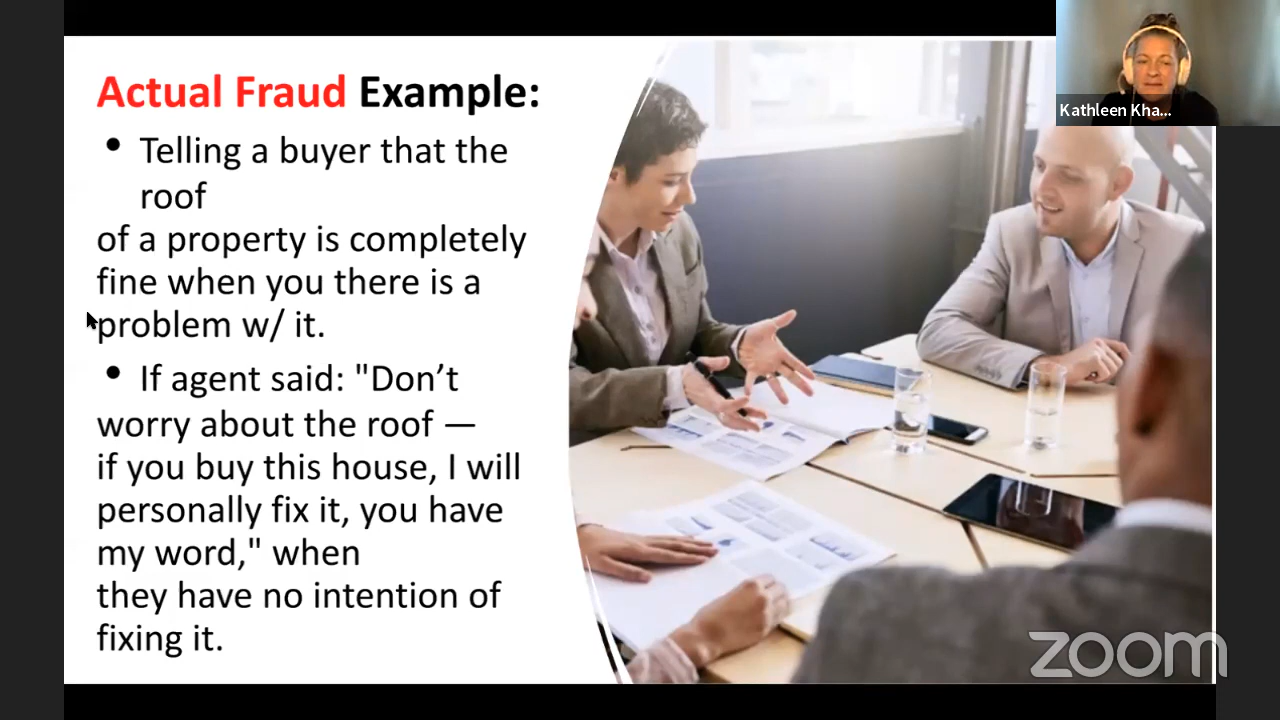 Actual Fraud Example:
• Telling a buyer that the
roof
of a property is completely
fine when you there is a
problem w/ it.
• If agent said: "Don’t
worry about the roof —
if you buy this house, I will
personally fix it, you have
my word," when
they have no intention of
fixing it.
Kathleen Kha...
zoom